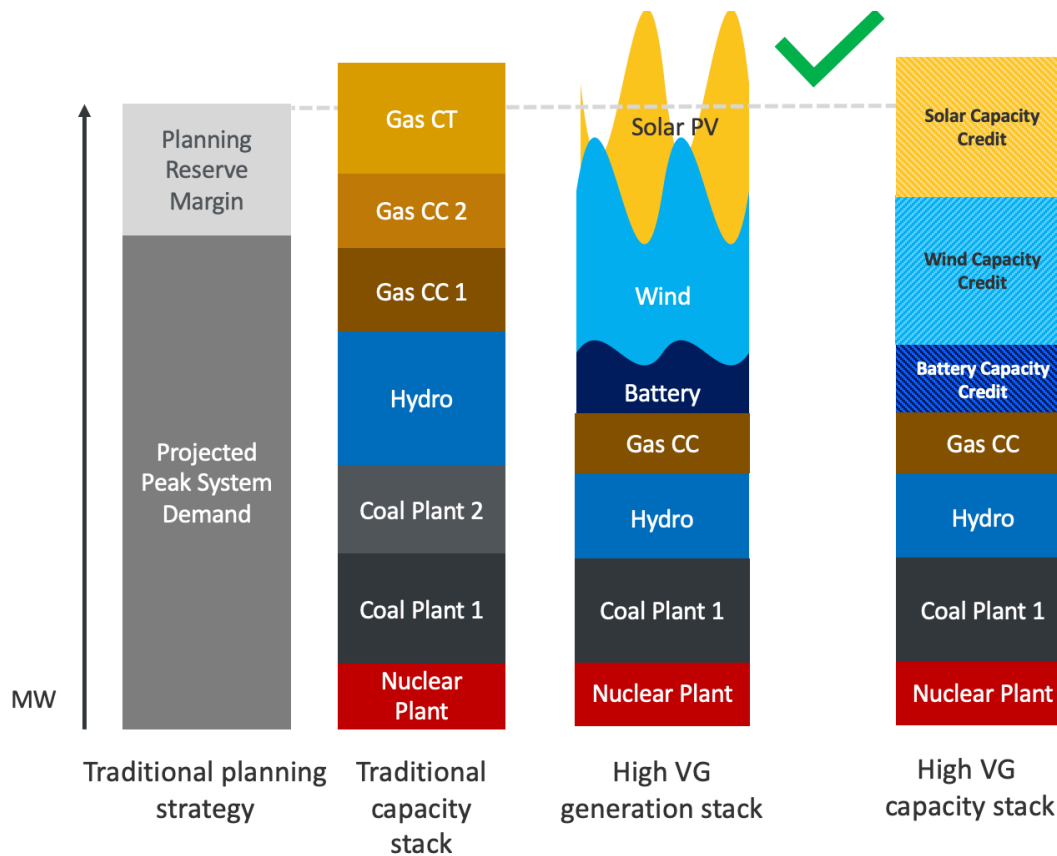 MW
Planning
Reserve
Margin
Projected
Peak System
Demand
Traditional planning
strategy
Gas CT
Gas CC 2
Gas CC 1
Hydro
Coal Plant 2
Coal Plant 1
Nuclear
Plant
Traditional
capacity
stack
Solar PV
Wind
Battery
Gas CC
Hydro
Coal Plant 1
Nuclear Plant
High VG
generation stack
Solar Capacity
Credit
Wind Capacity
Credit
Battery Capacity
Credit
Gas CC
Hydro
Coal Plant 1
Nuclear Plant
High VG
capacity stack